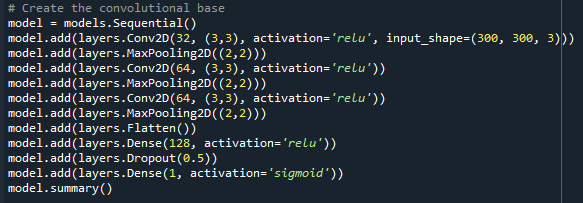 # Create the convolutional base
model = models.Sequential()
model.add(layers.Conv2D(32, (3,3), activation='relu', input_shape=(300, 300, 3)))
model.add(layers.MaxPooling2D((2,2)))
model.add(layers.Conv2D(64, (3,3), activation='relu'))
model.add(layers.MaxPooling2D((2,2)))
model.add(layers.Conv2D(64, (3,3), activation='relu'))
model.add(layers.MaxPooling2D((2,2)))
model.add(layers.Flatten())
model.add(layers.Dense(128, activation='relu'))
model.add(layers.Dropout(0.5))
model.add(layers.Dense(1, activation='sigmoid'))
model.summary()